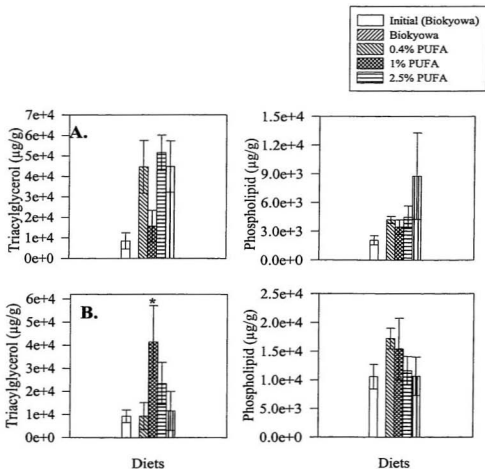 Initial (Biokyowa)
Biokyowa
0.4% PUFA
1% PUFA
2.5% PUFA
A.
Triacylglycerol (µg/g)
7e+4
6e+4
5e+4
4e+4
3e+4
2e+4
1e+4
0e+0
Phospholipid (µg/g)
1.5e+4
1.2e+4
9.0e+3
6.0e+3
3.0e+3
0.0e+0
B.
*
Triacylglycerol (µg/g)
6e+4
5e+4
4e+4
3e+4
2e+4
1e+4
0e+0
Diets
Phospholipid (µg/g)
2.5e+4
2.0e+4
1.5e+4
1.0e+4
5.0e+3
0.0e+0
Diets